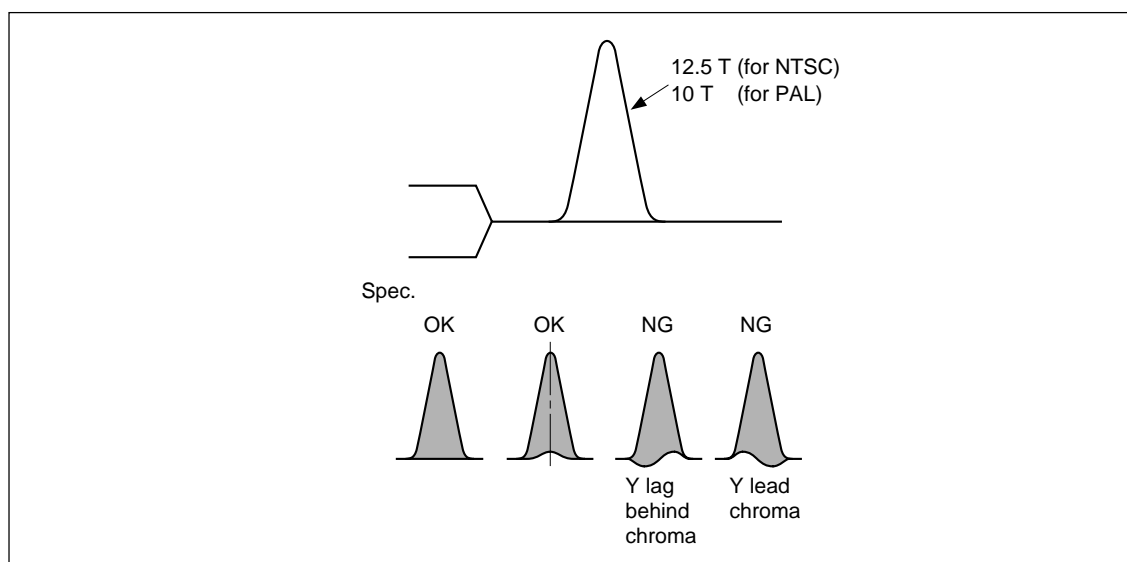 12.5 T (for NTSC)
10 T (for PAL)
Spec.
OK OK NG NG
Y lag behind chroma
Y lead chroma